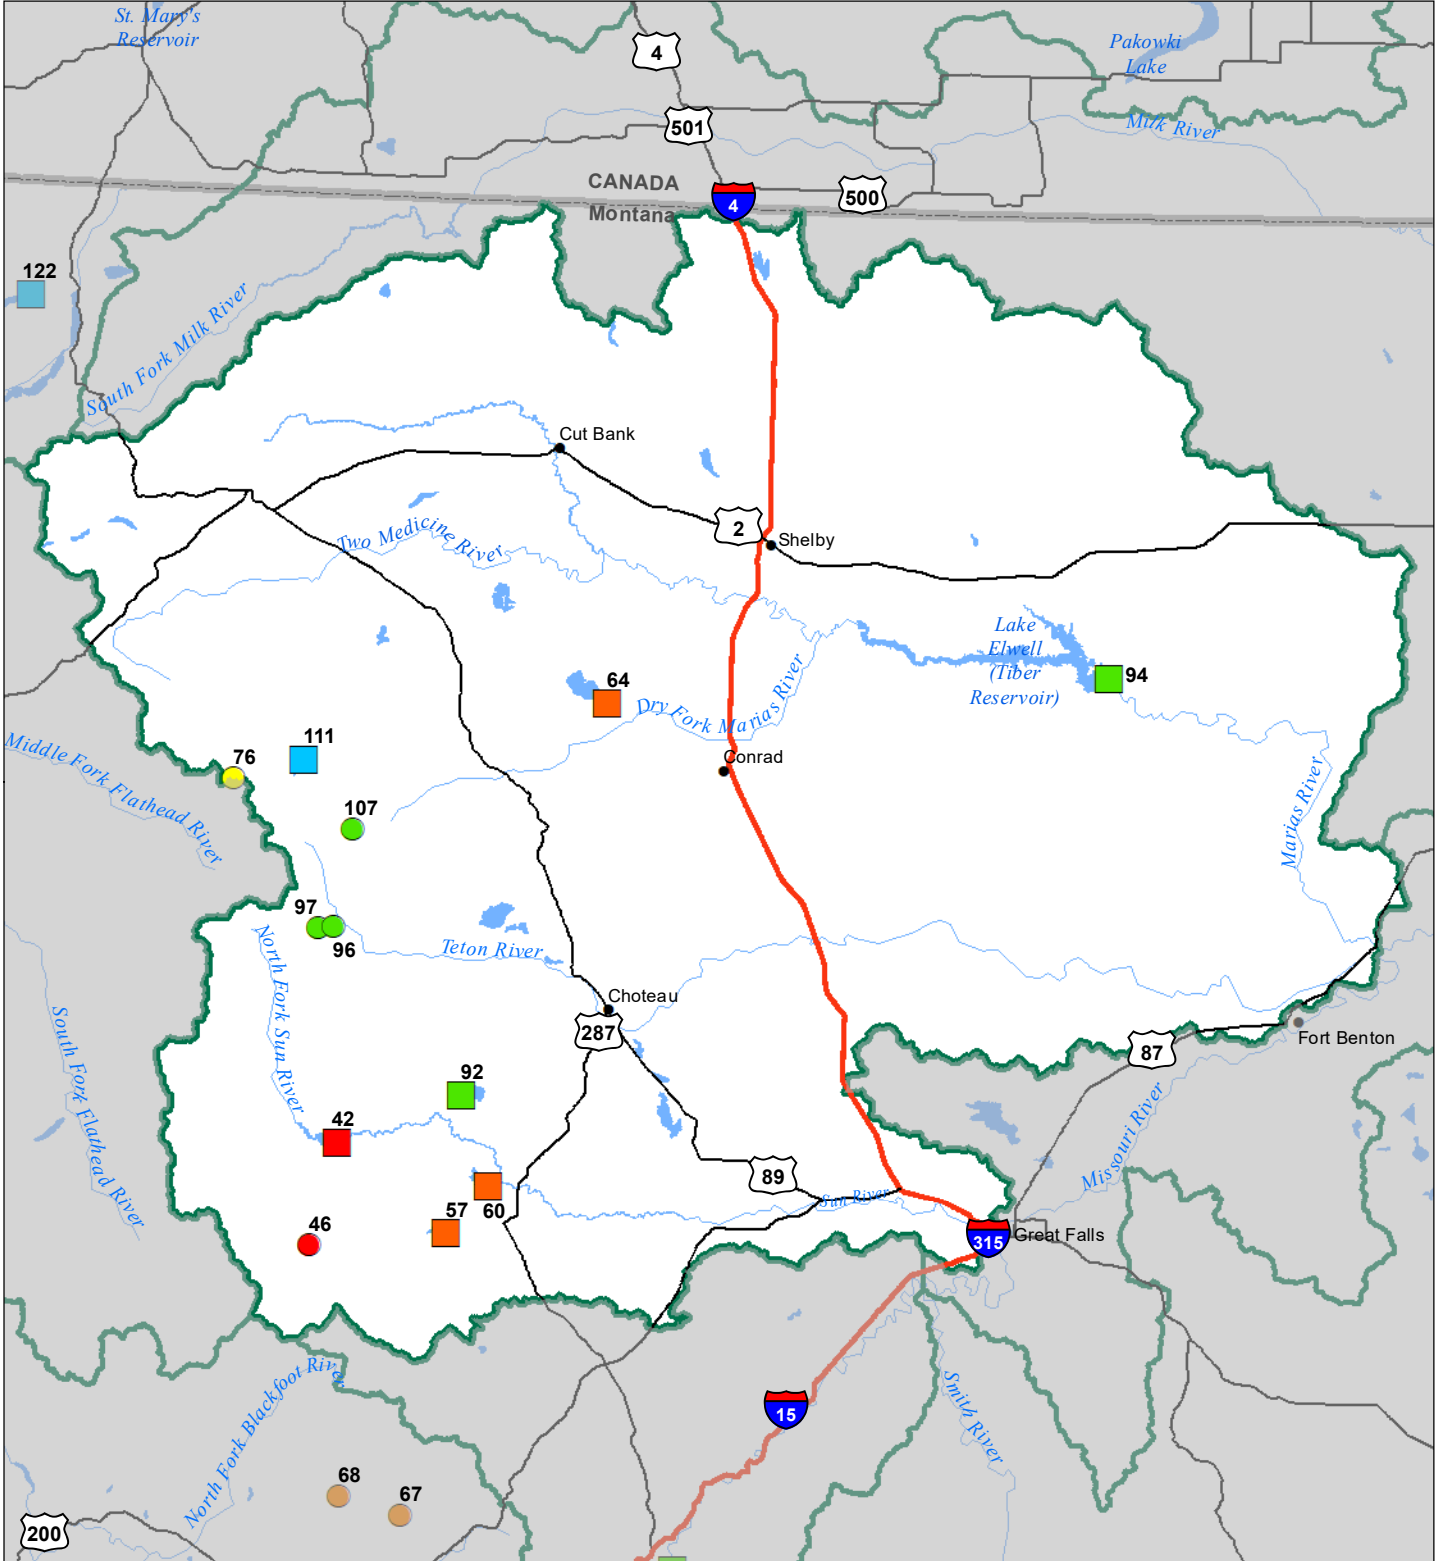 St. Mary's
Reservoir
4
Pakowki
Lake
501
Milk River
CANADA
Montana
4
500
122
South Fork Milk River
Cut Bank
2
Shelby
Two Medicine River
Lake
Elwell
(Tiber
Reservoir)
94
64
Dry Fork Marias River
Conrad
111
76
Middle Fork Flathead River
107
Marias River
97
96
Teton River
North Fork Sun River
Choteau
287
Fort Benton
87
South Fork Flathead River
92
42
Missouri River
89
Sun River
60
57
46
315
Great Falls
North Fork Blackfoot River
Smith River
15
68
67
200